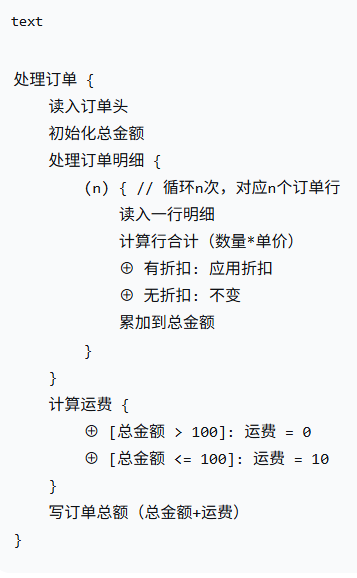 text
处理订单 {
    读入订单头
    初始化总金额
    处理订单明细 {
        (n) { // 循环n次，对应n个订单行
            读入一行明细
            计算行合计（数量*单价）
            ⊕ 有折扣: 应用折扣
            ⊕ 无折扣: 不变
            累加到总金额
        }
    }
    计算运费 {
        ⊕ [总金额 > 100]: 运费 = 0
        ⊕ [总金额 <= 100]: 运费 = 10
    }
    写订单总额（总金额+运费）
}